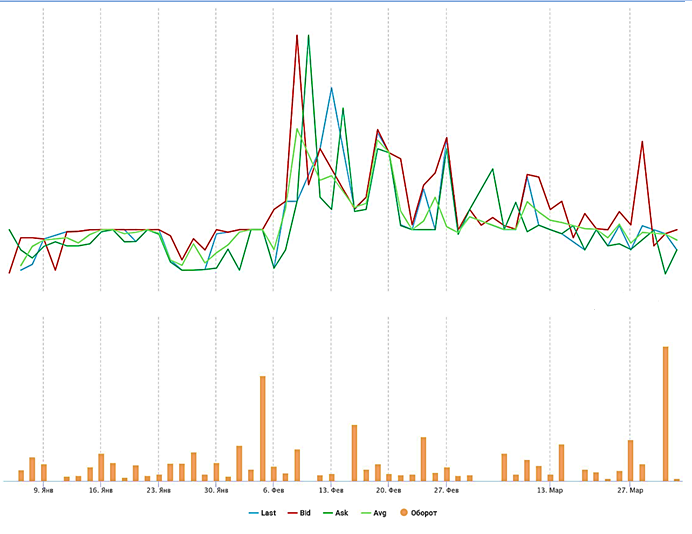 9. Янв 16. Янв 23. Янв 30. Янв 6. Фев 13. Фев 20. Фев 27. Фев 13. Мар 27. Мар
Last Bid Ask Avg Оборот